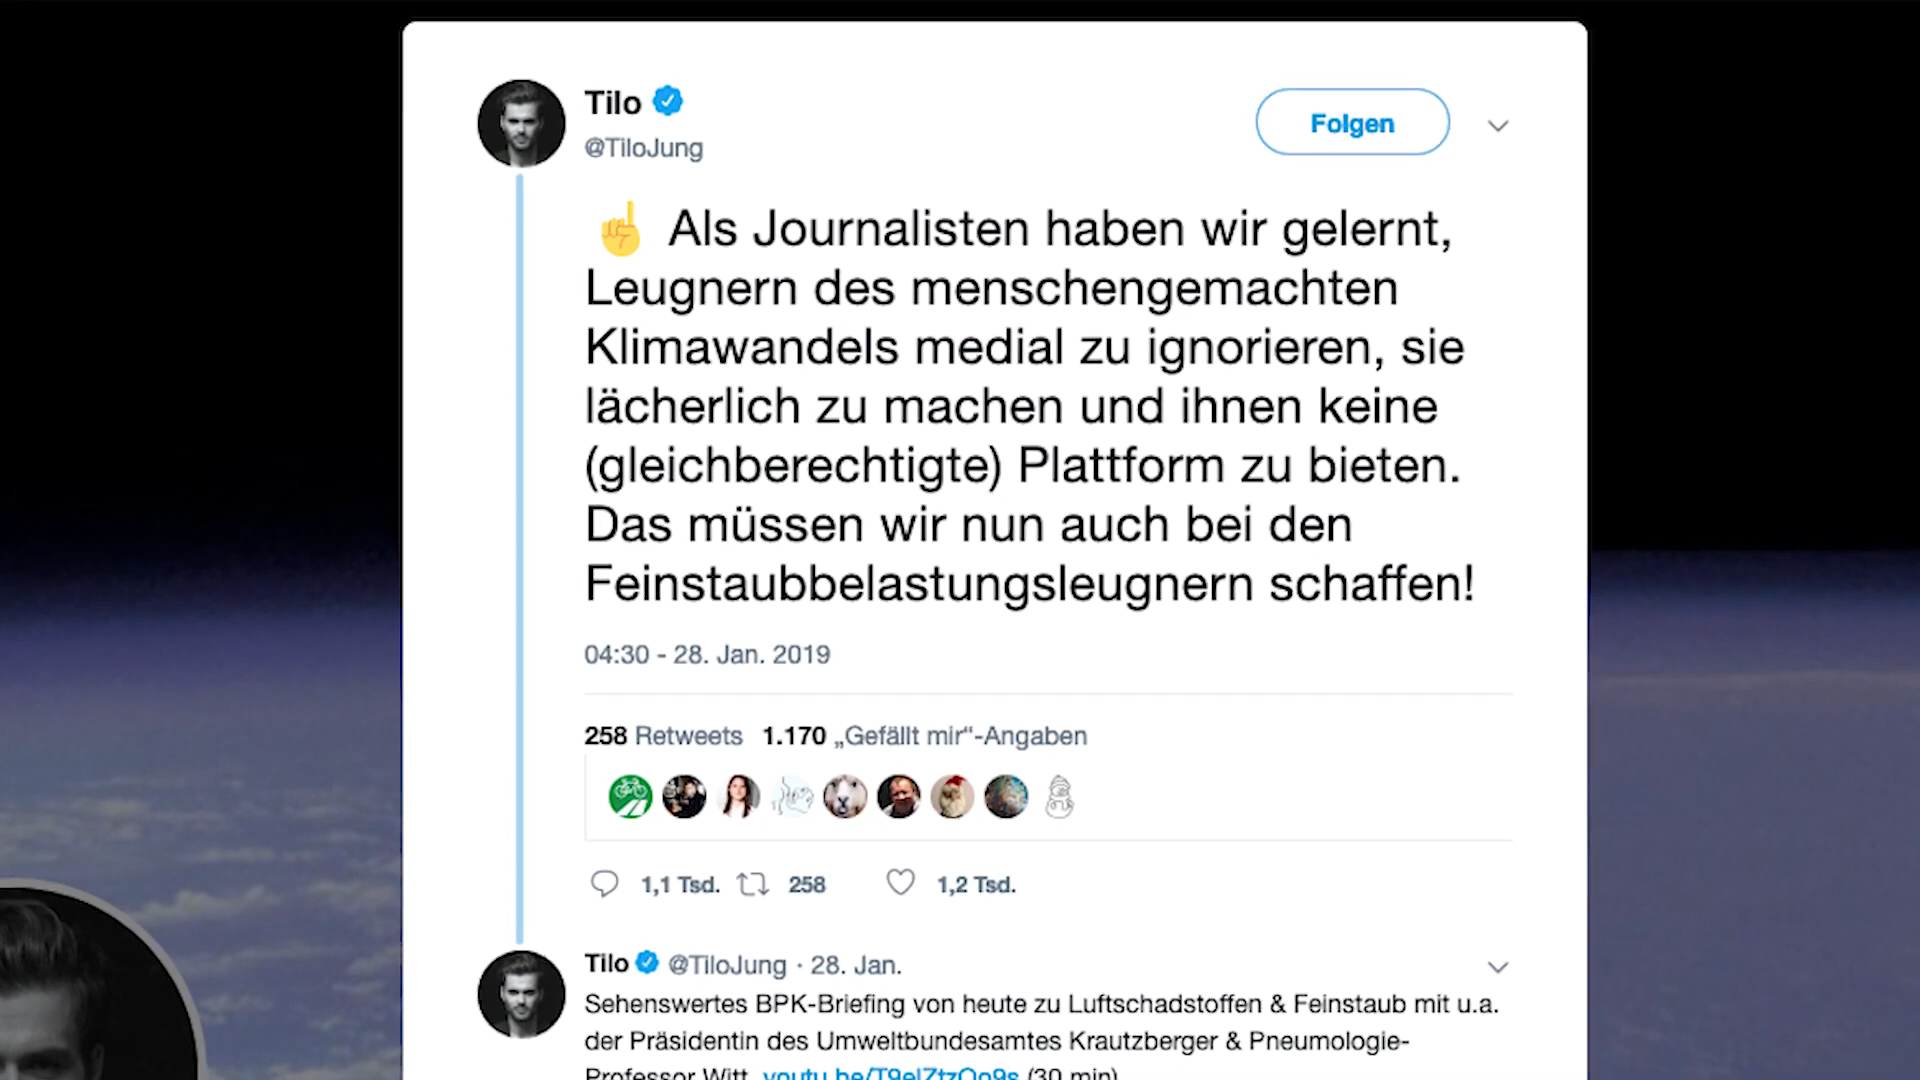 Tilo
@TiloJung
Folgen
☝ Als Journalisten haben wir gelernt,
Leugnern des menschengemachten
Klimawandels medial zu ignorieren, sie
lächerlich zu machen und ihnen keine
(gleichberechtigte) Plattform zu bieten.
Das müssen wir nun auch bei den
Feinstaubbelastungsleugnern schaffen!
04:30 - 28. Jan. 2019
258 Retweets 1.170 „Gefällt mir“-Angaben
1,1 Tsd. 258 1,2 Tsd.
Tilo @TiloJung · 28. Jan.
Sehenswertes BPK-Briefing von heute zu Luftschadstoffen & Feinstaub mit u.a.
der Präsidentin des Umweltbundesamtes Krautzberger & Pneumologie-
Professor Witt (30 min)